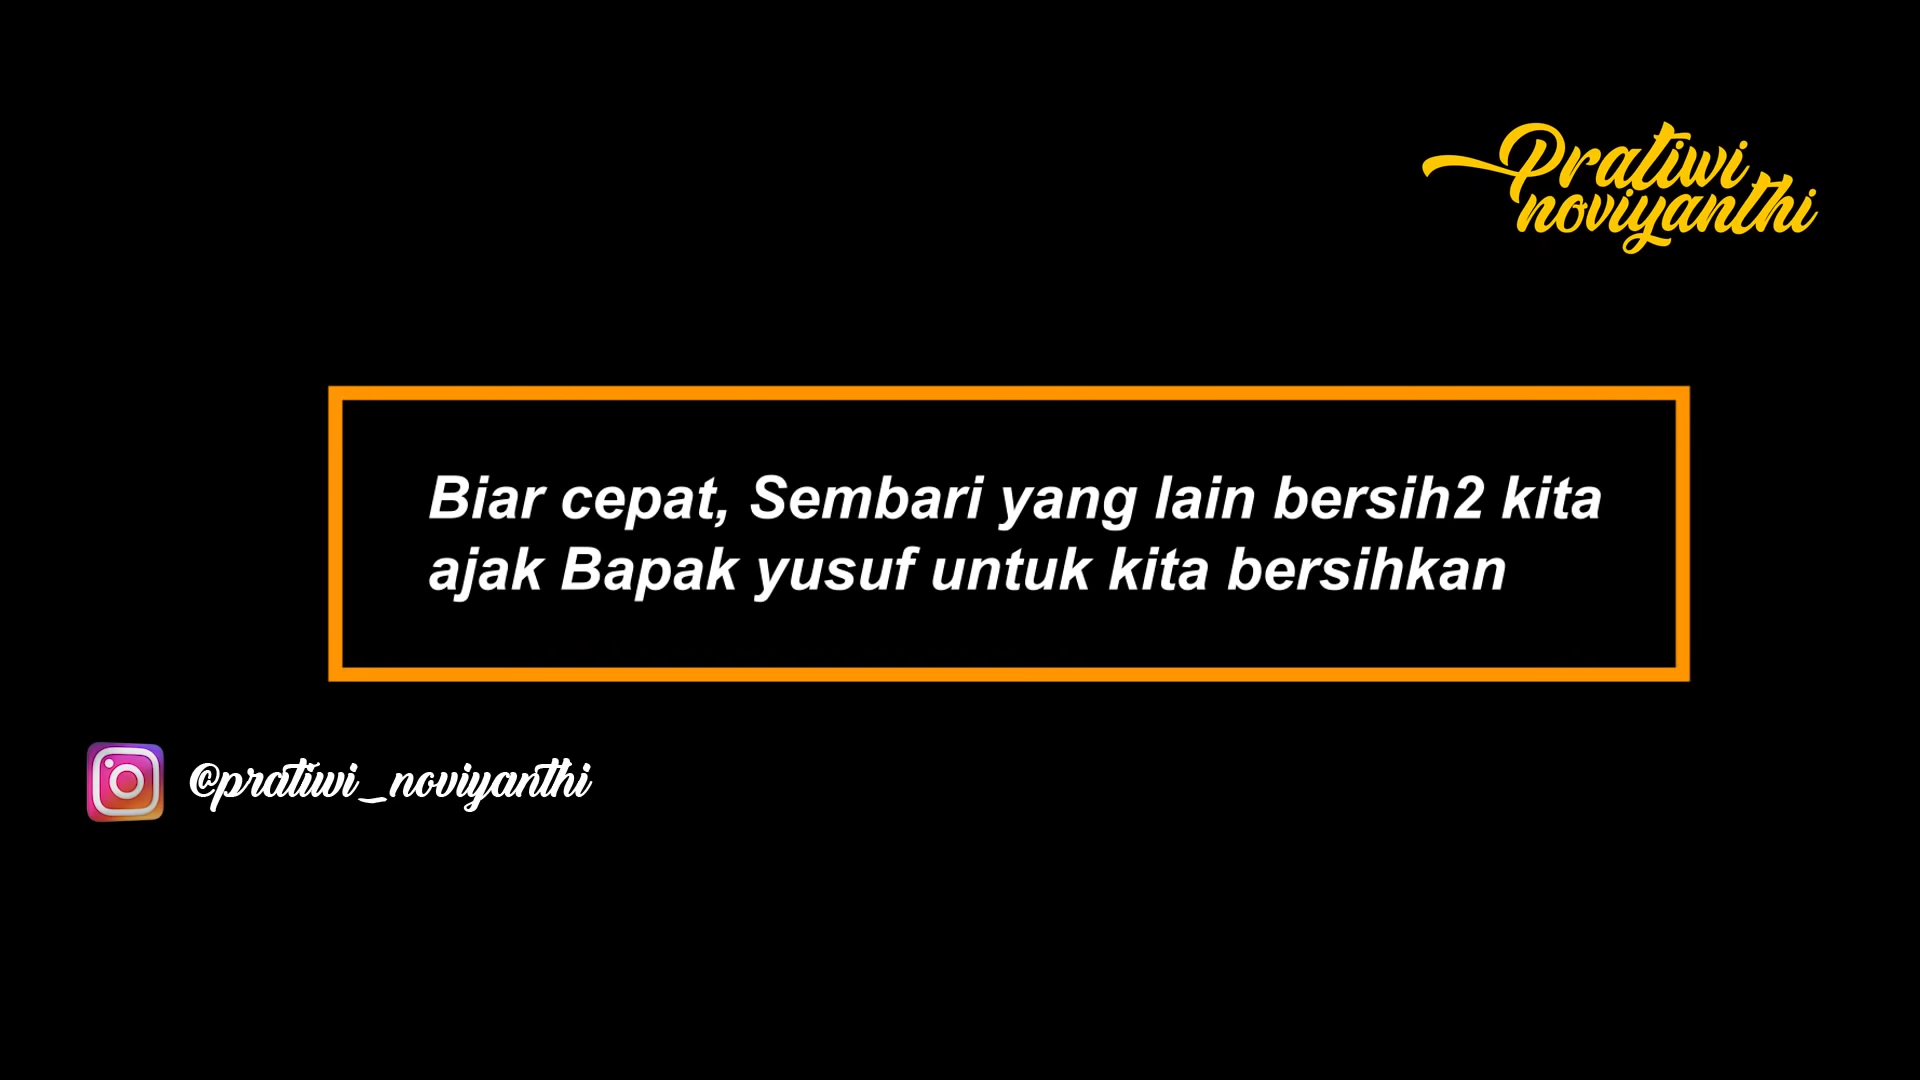 Pratiwi
noviyanthi
Biar cepat, Sembari yang lain bersih2 kita
ajak Bapak yusuf untuk kita bersihkan
@pratiwi_noviyanthi